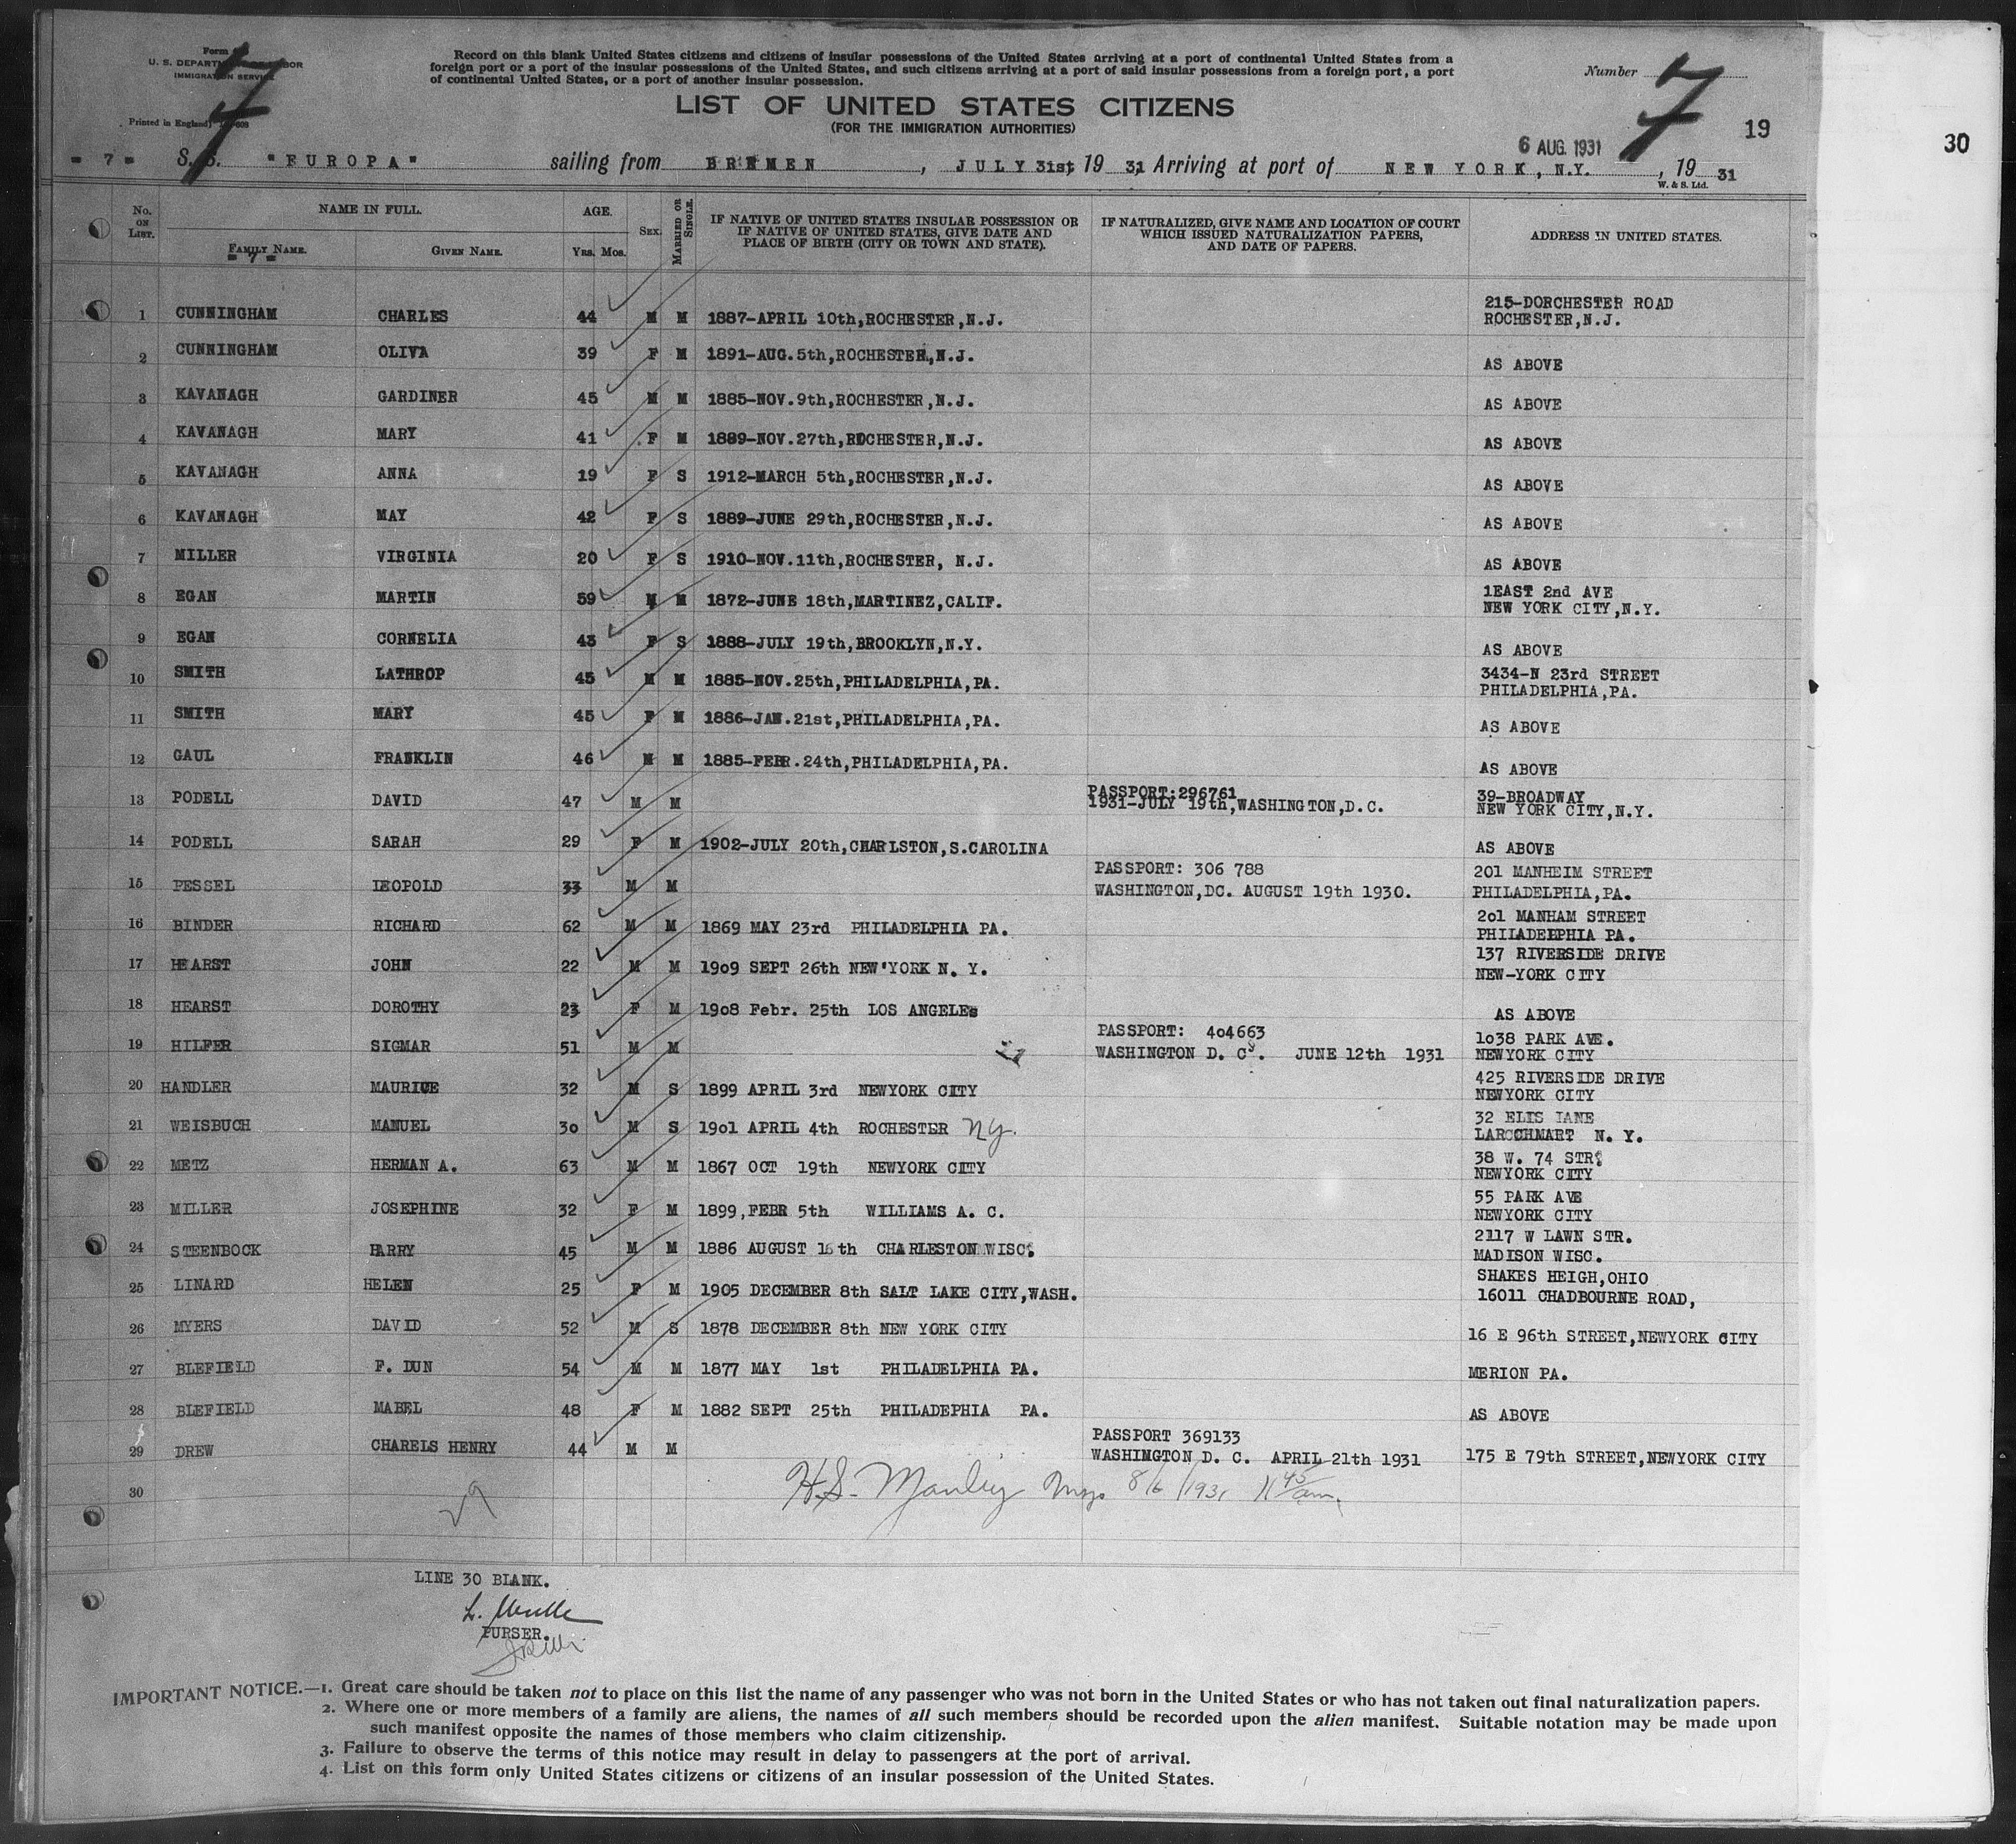 Form
U. S. DEPARTMENT OF LABOR
IMMIGRATION SERVICE
Printed in England]
Record on this blank United States citizens and citizens of insular possessions of the United States arriving at a port of continental United States from a
foreign port or a port of the insular possessions of the United States, and such citizens arriving at a port of said insular possessions from a foreign port, a port
of continental United States, or a port of another insular possession.
Number 7
7
LIST OF UNITED STATES CITIZENS
(FOR THE IMMIGRATION AUTHORITIES)
19
30
6 AUG. 1931
- 7 - S.S. "EUROPA" sailing from BREMEN, JULY 31st, 19 31, Arriving at port of NEW YORK, N.Y., 19 31
W. & S. Ltd.
No. ON LIST. NAME IN FULL. AGE. SEX. MARRIED OR SINGLE. IF NATIVE OF UNITED STATES INSULAR POSSESSION OR IF NATIVE OF UNITED STATES, GIVE DATE AND PLACE OF BIRTH (CITY OR TOWN AND STATE). IF NATURALIZED, GIVE NAME AND LOCATION OF COURT WHICH ISSUED NATURALIZATION PAPERS, AND DATE OF PAPERS. ADDRESS IN UNITED STATES.
FAMILY NAME. GIVEN NAME. YRS. MOS.
- 7 -
1 CUNNINGHAM CHARLES 44 M M 1887-APRIL 10th,ROCHESTER,N.J. 215-DORCHESTER ROAD
ROCHESTER,N.J.
2 CUNNINGHAM OLIVA 39 F M 1891-AUG.5th,ROCHESTER,N.J. AS ABOVE
3 KAVANAGH GARDINER 45 M M 1885-NOV.9th,ROCHESTER,N.J. AS ABOVE
4 KAVANAGH MARY 41 F M 1889-NOV.27th,ROCHESTER,N.J. AS ABOVE
5 KAVANAGH ANNA 19 F S 1912-MARCH 5th,ROCHESTER,N.J. AS ABOVE
6 KAVANAGH MAY 42 F S 1889-JUNE 29th,ROCHESTER,N.J. AS ABOVE
7 MILLER VIRGINIA 20 F S 1910-NOV.11th,ROCHESTER, N.J. AS ABOVE
8 EGAN MARTIN 59 M M 1872-JUNE 18th,MARTINEZ,CALIF. 1EAST 2nd AVE
NEW YORK CITY,N.Y.
9 EGAN CORNELIA 43 F S 1888-JULY 19th,BROOKLYN,N.Y. AS ABOVE
10 SMITH LATHROP 45 M M 1885-NOV.25th,PHILADELPHIA,PA. 3434-N 23rd STREET
PHILADELPHIA,PA.
11 SMITH MARY 45 F M 1886-JAN.21st,PHILADELPHIA,PA. AS ABOVE
12 GAUL FRANKLIN 46 M M 1885-FEBR.24th,PHILADELPHIA,PA. AS ABOVE
13 PODELL DAVID 47 M M PASSPORT:296761
1931-JULY 19th,WASHINGTON,D.C. 39-BROADWAY
NEW YORK CITY,N.Y.
14 PODELL SARAH 29 F M 1902-JULY 20th,CHARLSTON,S.CAROLINA AS ABOVE
15 PESSEL LEOPOLD 33 M M PASSPORT: 306 788
WASHINGTON,DC. AUGUST 19th 1930. 201 MANHEIM STREET
PHILADELPHIA,PA.
16 BINDER RICHARD 62 M M 1869 MAY 23rd PHILADELPHIA PA. 2o1 MANHAM STREET
PHILADEEPHIA PA.
17 HEARST JOHN 22 M M 19o9 SEPT 26th NEW'YORK N. Y. 137 RIVERSIDE DRIVE
NEW-YORK CITY
18 HEARST DOROTHY 23 F M 19o8 Febr. 25th LOS ANGELEs AS ABOVE
19 HILFER SIGMAR 51 M M PASSPORT: 4o4663
WASHINGTON D. C. JUNE 12th 1931 1o38 PARK AVE.
NEWYORK CITY
20 HANDLER MAURICE 32 M S 1899 APRIL 3rd NEWYORK CITY 425 RIVERSIDE DRIVE
NEWYORK CITY
21 WEISBUCH MANUEL 3o M S 19o1 APRIL 4th ROCHESTER NY. 32 ELIS LANE
LARCCHMART N. Y.
22 METZ HERMAN A. 63 M M 1867 OCT 19th NEWYORK CITY 38 W. 74 STR.
NEWYORK CITY
23 MILLER JOSEPHINE 32 F M 1899,FEBR 5th WILLIAMS A. C. 55 PARK AVE
NEWYORK CITY
24 STEENBOCK HARRY 45 M M 1886 AUGUST 16th CHARLESTON WISC. 2117 W LAWN STR.
MADISON WISC.
25 LINARD HELEN 25 F M 1905 DECEMBER 8th SALT LAKE CITY,WASH. SHAKES HEIGH,OHIO
16011 CHADBOURNE ROAD,
26 MYERS DAVID 52 M S 1878 DECEMBER 8th NEW YORK CITY 16 E 96th STREET,NEWYORK CITY
27 BLEFIELD F. DUN 54 M M 1877 MAY 1st PHILADELPHIA PA. MERION PA.
28 BLEFIELD MABEL 48 F M 1882 SEPT 25th PHILADEPHIA PA. AS ABOVE
29 DREW CHARELS HENRY 44 M M PASSPORT 369133
WASHINGTON D. C. APRIL 21th 1931 175 E 79th STREET,NEWYORK CITY
30
29
H.S. Manley 8/6/1931 11 45 am.
LINE 30 BLANK.
PURSER.
IMPORTANT NOTICE.—1. Great care should be taken not to place on this list the name of any passenger who was not born in the United States or who has not taken out final naturalization papers.
2. Where one or more members of a family are aliens, the names of all such members should be recorded upon the alien manifest. Suitable notation may be made upon
such manifest opposite the names of those members who claim citizenship.
3. Failure to observe the terms of this notice may result in delay to passengers at the port of arrival.
4. List on this form only United States citizens or citizens of an insular possession of the United States.